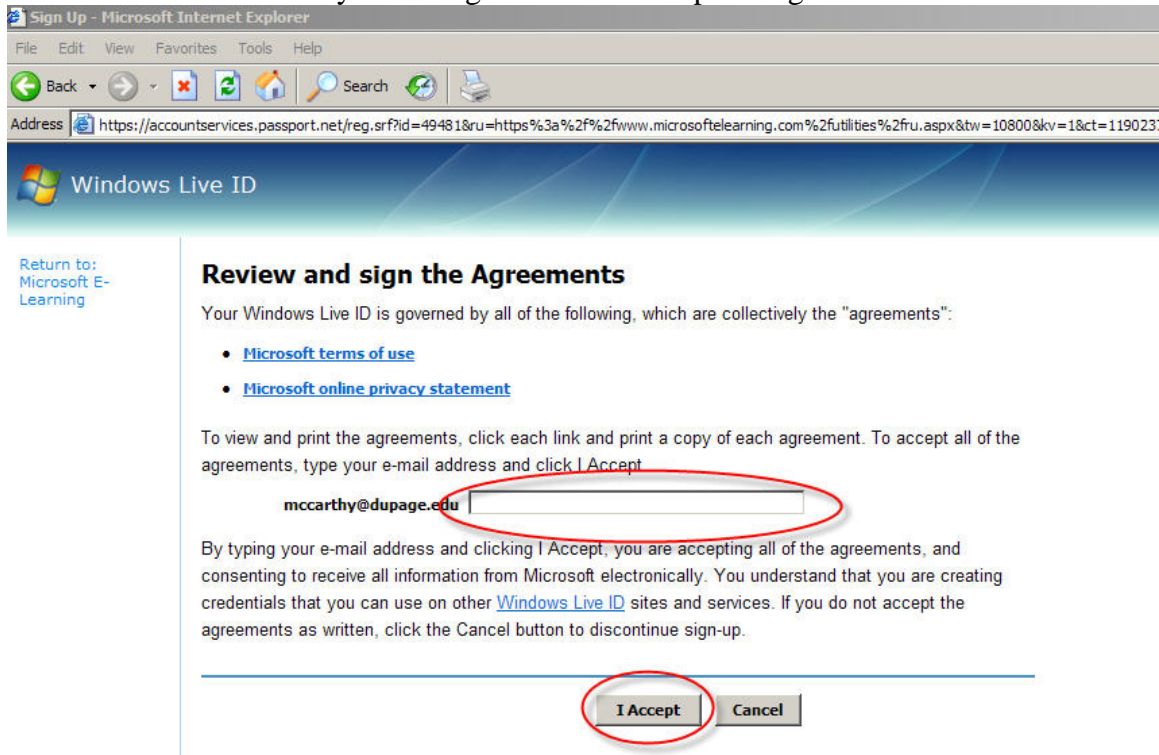 Sign Up - Microsoft Internet Explorer
File Edit View Favorites Tools Help
Back Search
Address https://accountservices.passport.net/reg.srf?id=49481&ru=https%3a%2f%2fwww.microsoftelearning.com%2futilities%2fru.aspx&tw=10800&kv=1&ct=119023
Windows Live ID
Return to:
Microsoft E-
Learning
Review and sign the Agreements
Your Windows Live ID is governed by all of the following, which are collectively the "agreements":
• Microsoft terms of use
• Microsoft online privacy statement
To view and print the agreements, click each link and print a copy of each agreement. To accept all of the
agreements, type your e-mail address and click I Accept
mccarthy@dupage.edu
By typing your e-mail address and clicking I Accept, you are accepting all of the agreements, and
consenting to receive all information from Microsoft electronically. You understand that you are creating
credentials that you can use on other Windows Live ID sites and services. If you do not accept the
agreements as written, click the Cancel button to discontinue sign-up.
I Accept Cancel